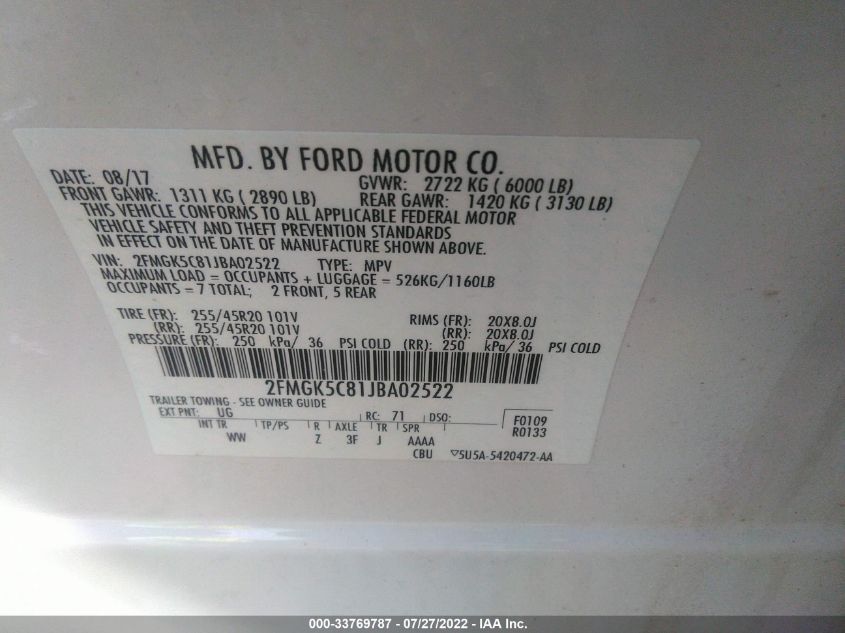 MFD. BY FORD MOTOR CO.
DATE: 08/17 GVWR: 2722 KG ( 6000 LB)
FRONT GAWR: 1311 KG ( 2890 LB) REAR GAWR: 1420 KG ( 3130 LB)
THIS VEHICLE CONFORMS TO ALL APPLICABLE FEDERAL MOTOR
VEHICLE SAFETY AND THEFT PREVENTION STANDARDS
IN EFFECT ON THE DATE OF MANUFACTURE SHOWN ABOVE.
VIN: 2FMGK5C81JBA02522 TYPE: MPV
MAXIMUM LOAD = OCCUPANTS + LUGGAGE = 526KG/1160LB
OCCUPANTS = 7 TOTAL; 2 FRONT, 5 REAR
TIRE (FR): 255/45R20 101V RIMS (FR): 20X8.0J
(RR): 255/45R20 101V (RR): 20X8.0J
PRESSURE (FR): 250 kPa/ 36 PSI COLD (RR): 250 kPa/ 36 PSI COLD
2FMGK5C81JBA02522
TRAILER TOWING - SEE OWNER GUIDE
EXT PNT: UG RC: 71 DSO: F0109
INT TR TP/PS R AXLE TR SPR R0133
WW Z 3F J AAAA
CBU 5U5A-5420472-AA
000-33769787 - 07/27/2022 - IAA Inc.